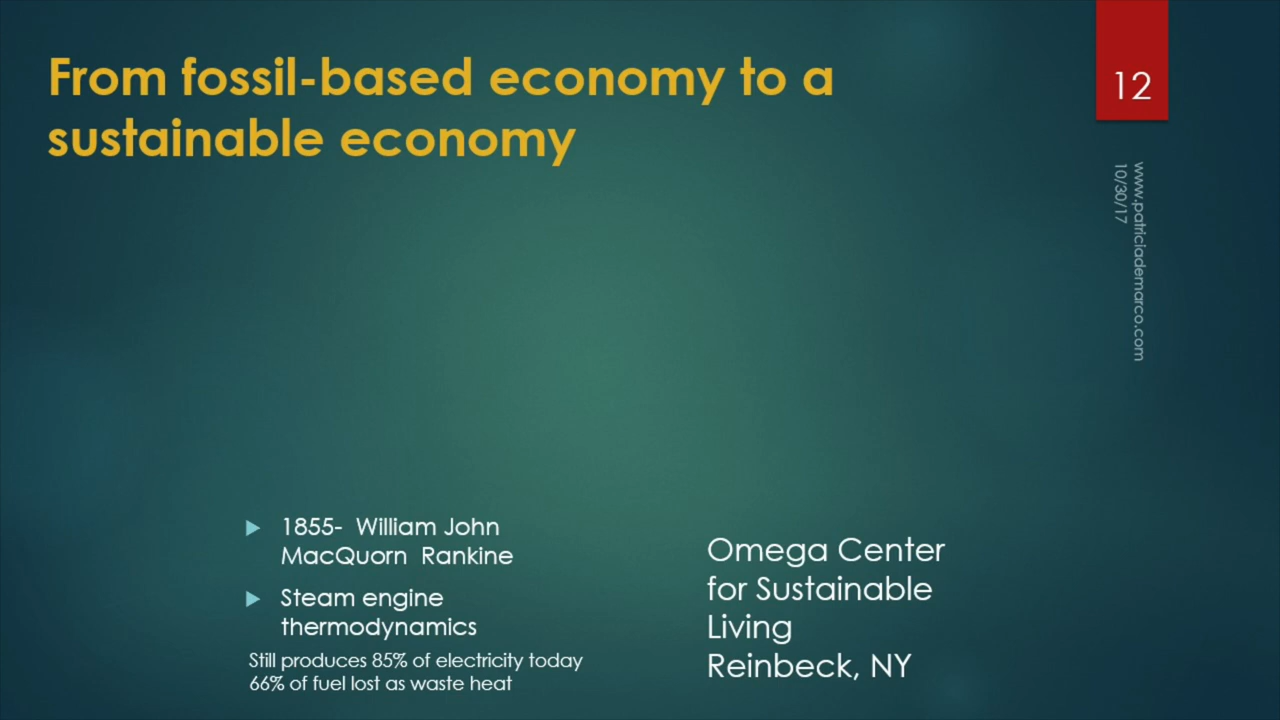 From fossil-based economy to a
sustainable economy
12
www.patriciademarco.com
10/30/17
1855-  William John
MacQuorn  Rankine
Steam engine
thermodynamics
Still produces 85% of electricity today
66% of fuel lost as waste heat
Omega Center
for Sustainable
Living
Reinbeck, NY